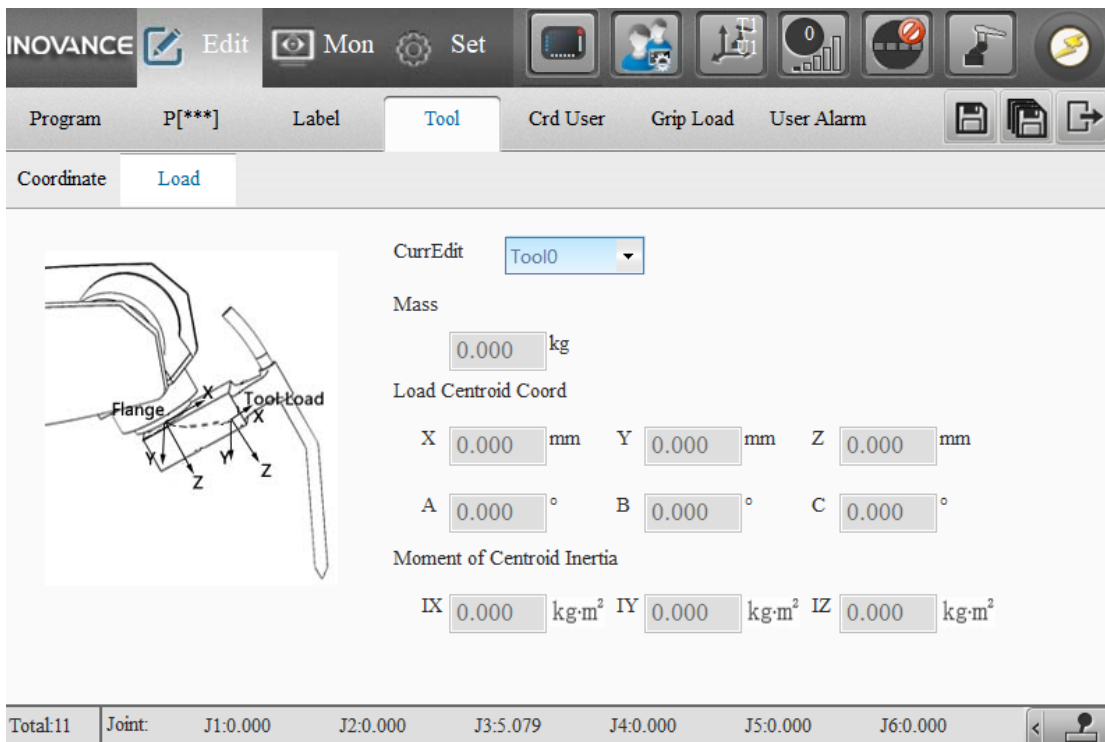 INOVANCE Edit Mon Set T1 U1 0
Program P[***] Label Tool Crd User Grip Load User Alarm
Coordinate Load
CurrEdit Tool0
Mass
0.000 kg
Load Centroid Coord
X 0.000 mm Y 0.000 mm Z 0.000 mm
A 0.000 ° B 0.000 ° C 0.000 °
Moment of Centroid Inertia
IX 0.000 kg·m² IY 0.000 kg·m² IZ 0.000 kg·m²
Flange X Tool Load
X
Y Z Y Z
Total:11 Joint: J1:0.000 J2:0.000 J3:5.079 J4:0.000 J5:0.000 J6:0.000 <